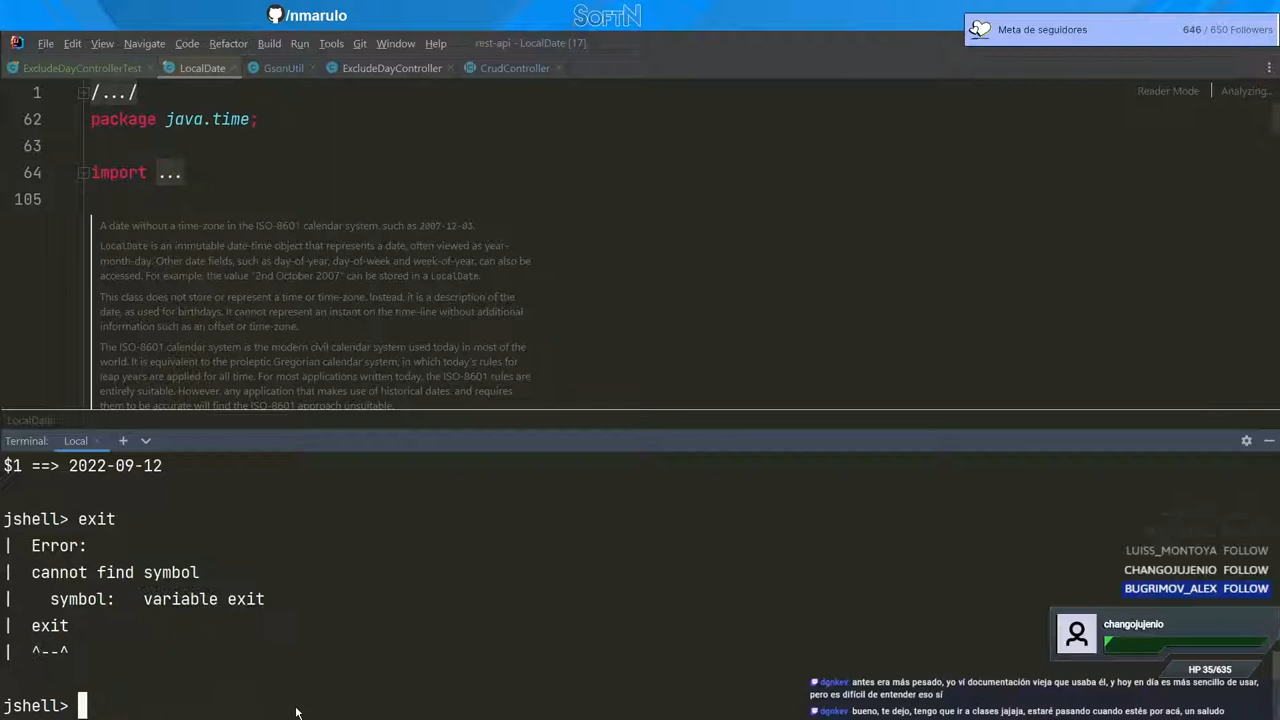 /nmarulo
SOFTN
Meta de seguidores
646 / 650 Followers
File Edit View Navigate Code Refactor Build Run Tools Git Window Help rest-api - LocalDate [17]
ExcludeDayControllerTest LocalDate GsonUtil ExcludeDayController CrudController
Reader Mode Analyzing...
1 /.../
62 package java.time;
63
64 import ...
105
A date without a time-zone in the ISO-8601 calendar system, such as 2007-12-03.
LocalDate is an immutable date-time object that represents a date, often viewed as year-
month-day. Other date fields, such as day-of-year, day-of-week and week-of-year, can also be
accessed. For example, the value "2nd October 2007" can be stored in a LocalDate.
This class does not store or represent a time or time-zone. Instead, it is a description of the
date, as used for birthdays. It cannot represent an instant on the time-line without additional
information such as an offset or time-zone.
The ISO-8601 calendar system is the modern civil calendar system used today in most of the
world. It is equivalent to the proleptic Gregorian calendar system, in which today's rules for
leap years are applied for all time. For most applications written today, the ISO-8601 rules are
entirely suitable. However, any application that makes use of historical dates, and requires
them to be accurate will find the ISO-8601 approach unsuitable.
LocalDate
Terminal: Local
$1 ==> 2022-09-12
jshell> exit
| Error:
| cannot find symbol
|   symbol:   variable exit
| exit
| ^--^
jshell>
LUISS_MONTOYA FOLLOW
CHANGOJUJENIO FOLLOW
BUGRIMOV_ALEX FOLLOW
changojujenio
HP 35/635
dgnkev: antes era más pesado, yo ví documentación vieja que usaba él, y hoy en día es más sencillo de usar,
pero es difícil de entender eso sí
dgnkev: bueno, te dejo, tengo que ir a clases jajaja, estaré pasando cuando estés por acá, un saludo